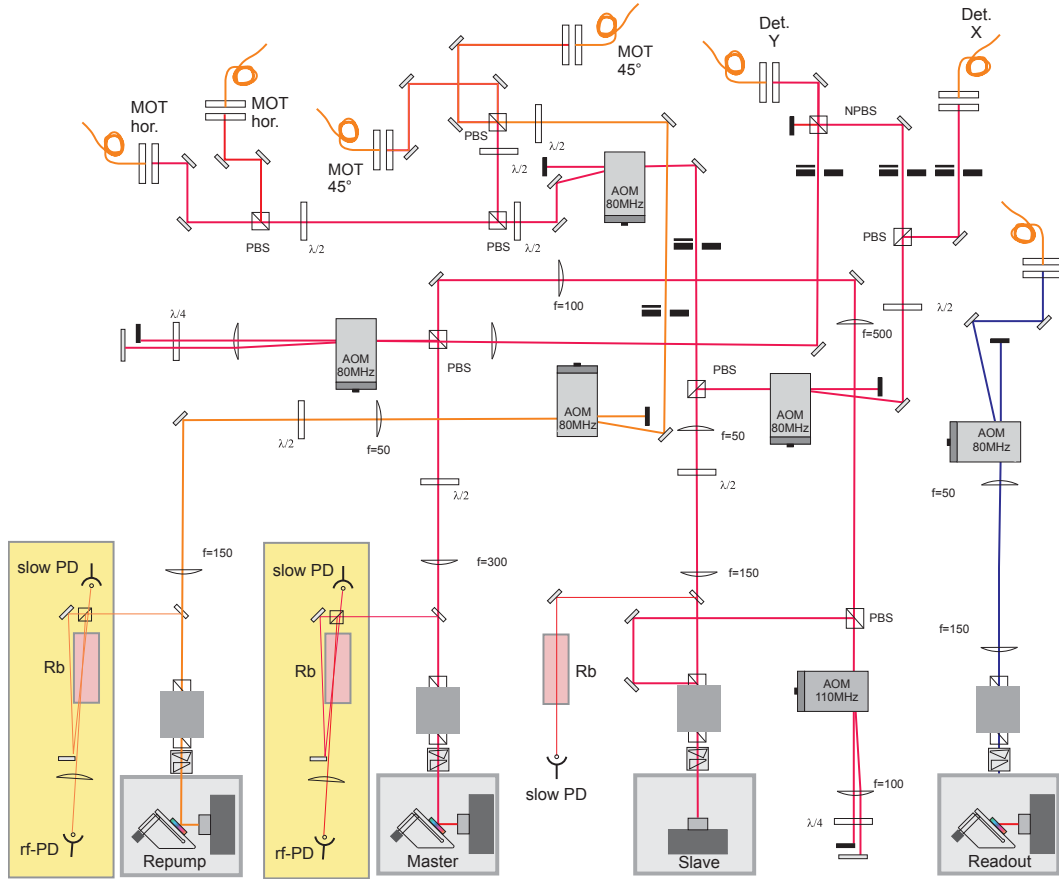 Det.
Y
Det.
X
MOT
45°
MOT
hor.
MOT
hor.
NPBS
PBS
λ/2
MOT
45°
λ/2
AOM
80MHz
PBS
λ/2
PBS
λ/2
PBS
f=100
λ/4
f=500
λ/2
AOM
80MHz
PBS
PBS
AOM
80MHz
AOM
80MHz
λ/2
f=50
f=50
AOM
80MHz
λ/2
λ/2
f=50
f=150
f=300
f=150
slow PD
slow PD
PBS
f=150
Rb
Rb
Rb
AOM
110MHz
slow PD
f=100
λ/4
rf-PD
Repump
rf-PD
Master
Slave
Readout